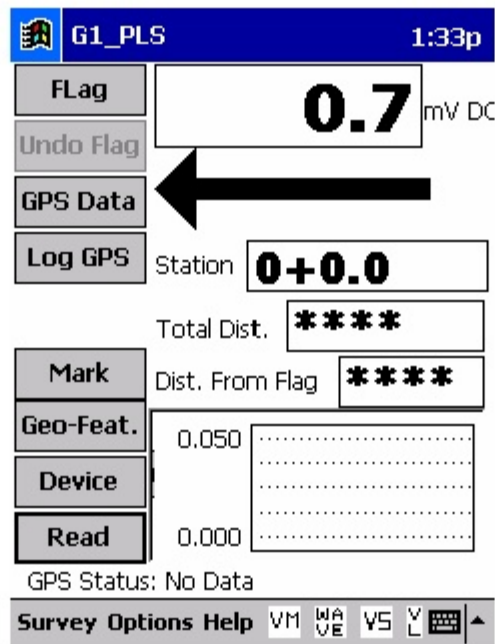 G1_PLS 1:33p
FLag
0.7 mV DC
Undo Flag
GPS Data
Log GPS
Station 0+0.0
Total Dist. ****
Mark
Dist. From Flag ****
Geo-Feat.
0.050
Device
Read
0.000
GPS Status: No Data
Survey Options Help VM WAVE VS VL